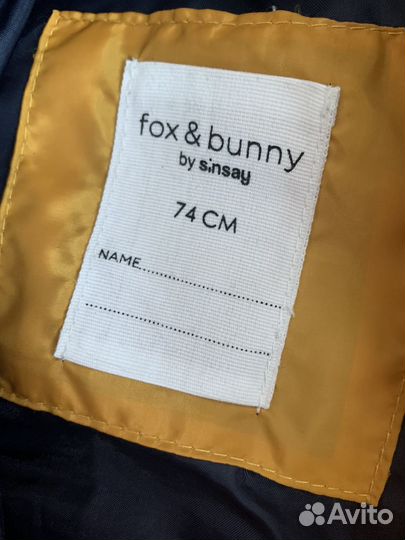 fox & bunny
by sinsay
74 CM
NAME..............................
..........................................
Avito